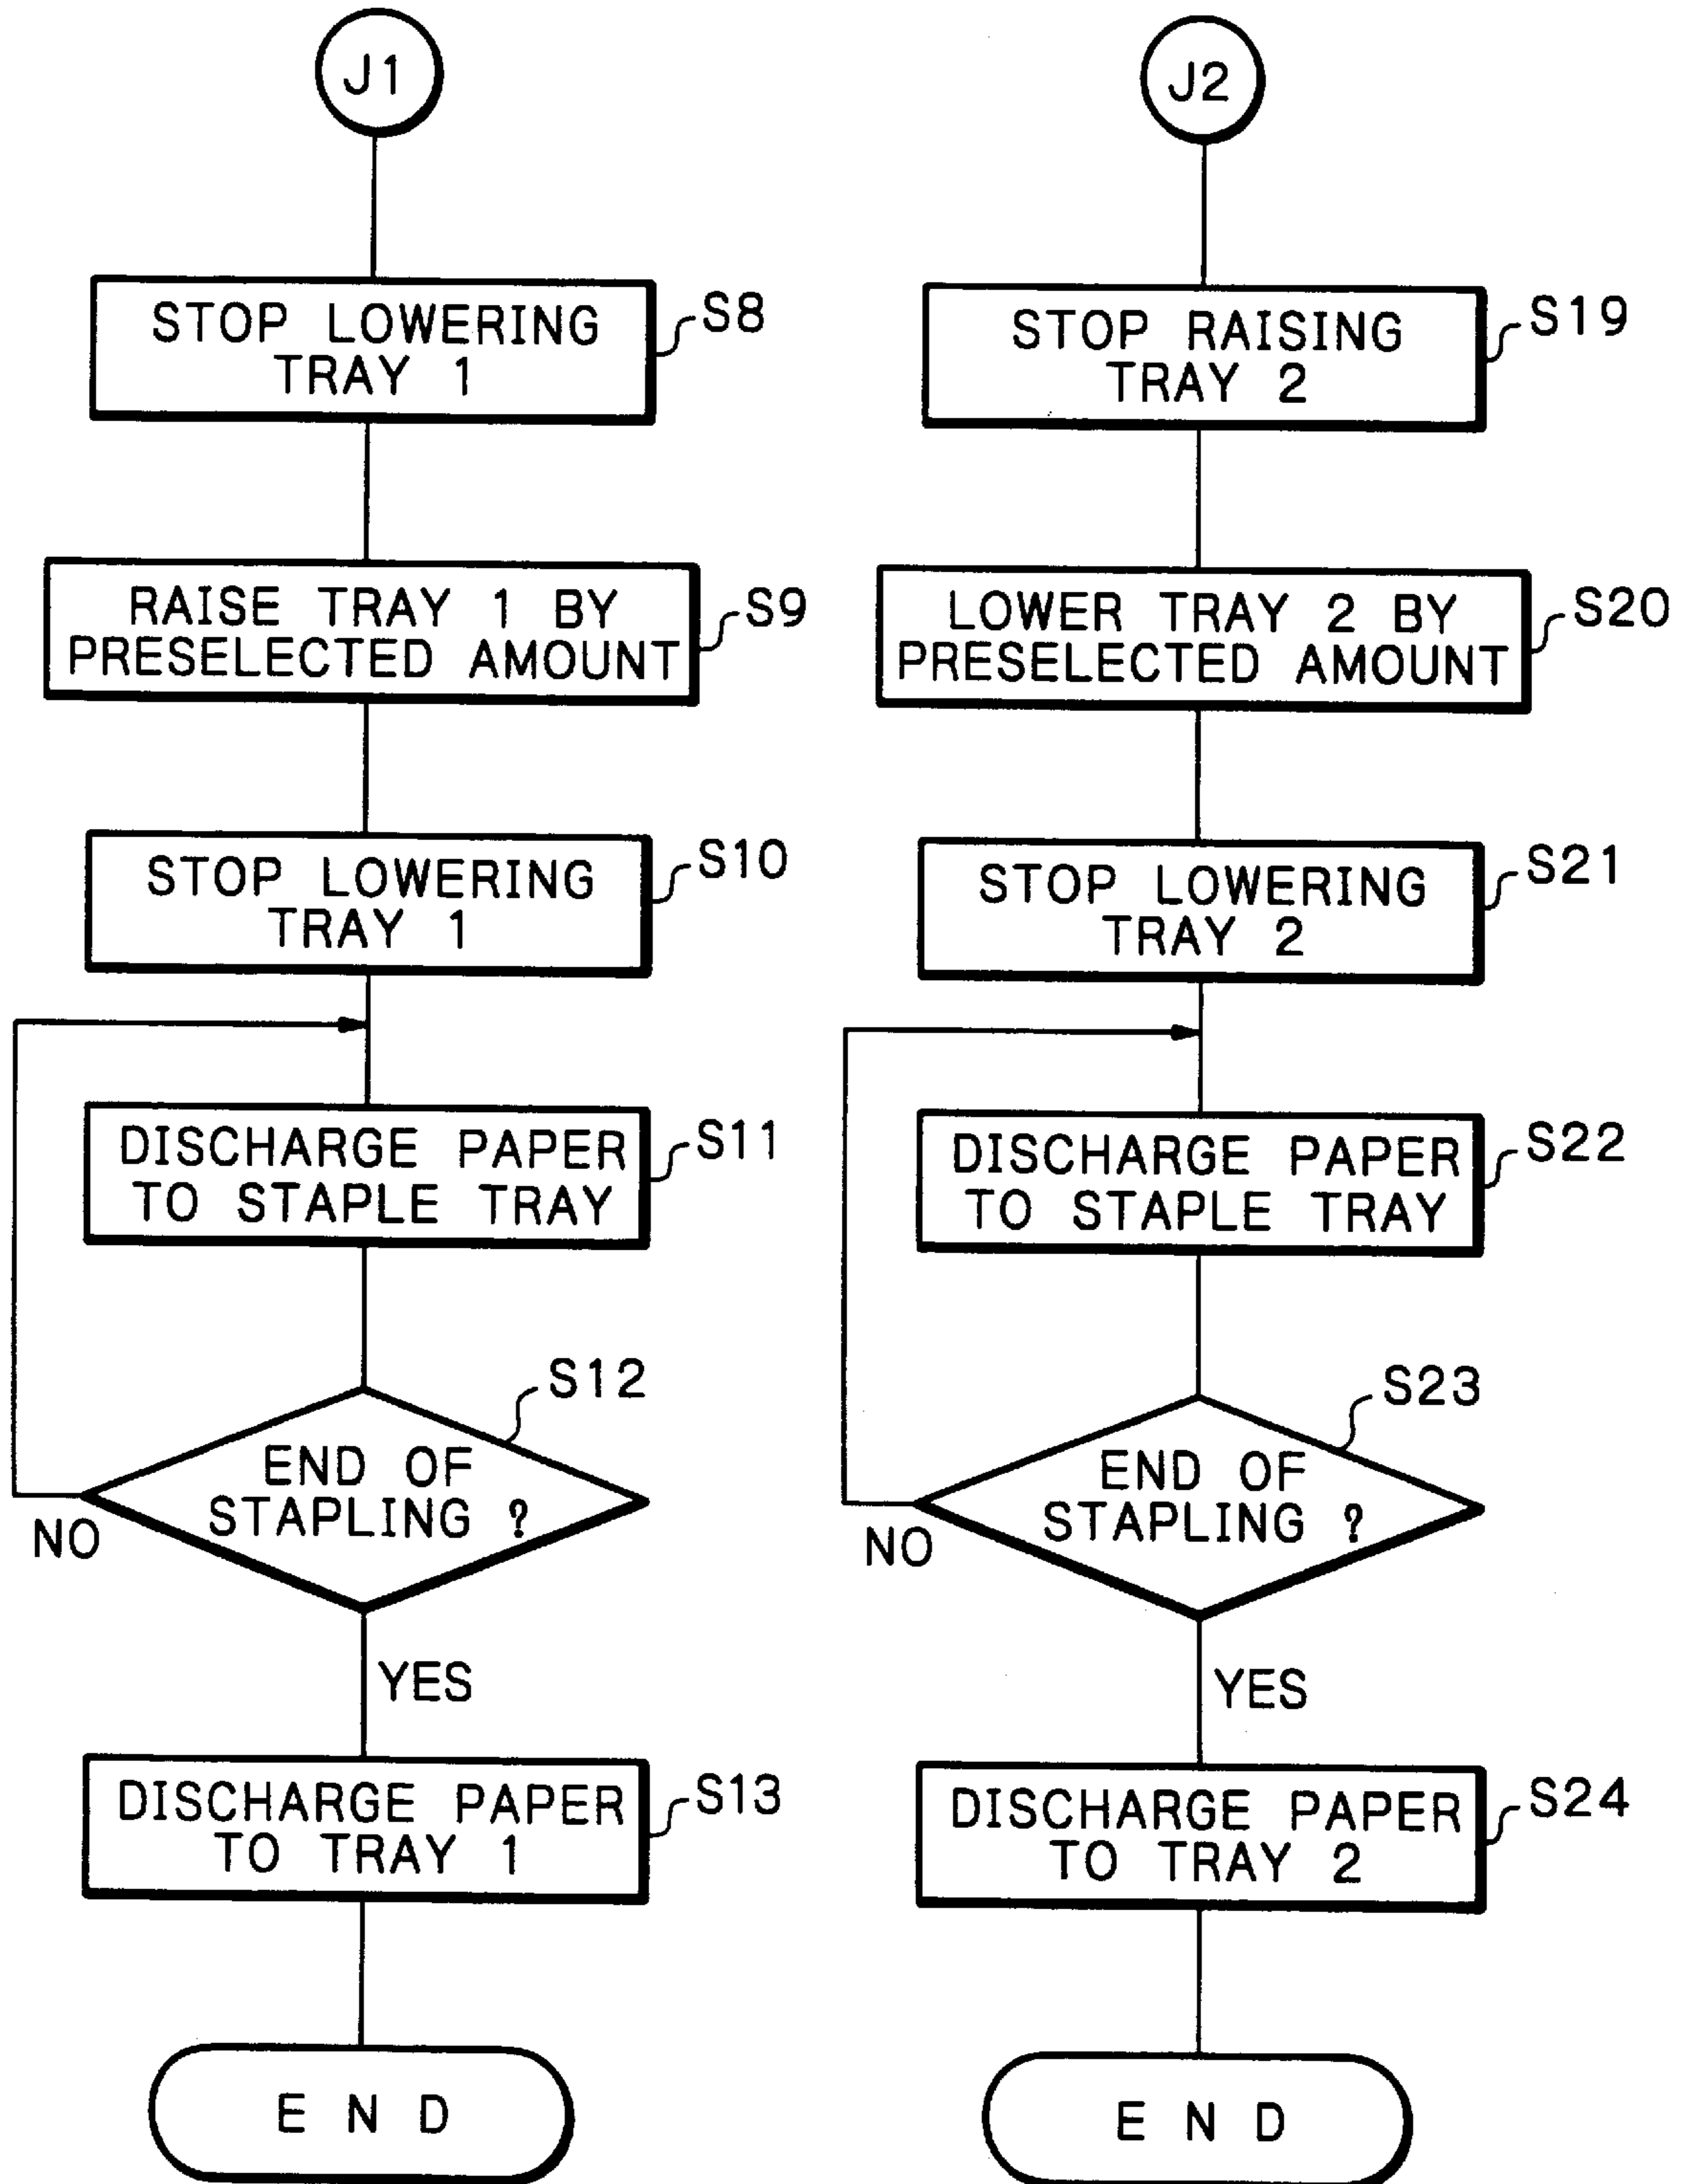 J1
STOP LOWERING
TRAY 1
S8
RAISE TRAY 1 BY
PRESELECTED AMOUNT
S9
STOP LOWERING
TRAY 1
S10
DISCHARGE PAPER
TO STAPLE TRAY
S11
S12
END OF
STAPLING ?
NO
YES
DISCHARGE PAPER
TO TRAY 1
S13
END
J2
STOP RAISING
TRAY 2
S19
LOWER TRAY 2 BY
PRESELECTED AMOUNT
S20
STOP LOWERING
TRAY 2
S21
DISCHARGE PAPER
TO STAPLE TRAY
S22
S23
END OF
STAPLING ?
NO
YES
DISCHARGE PAPER
TO TRAY 2
S24
END